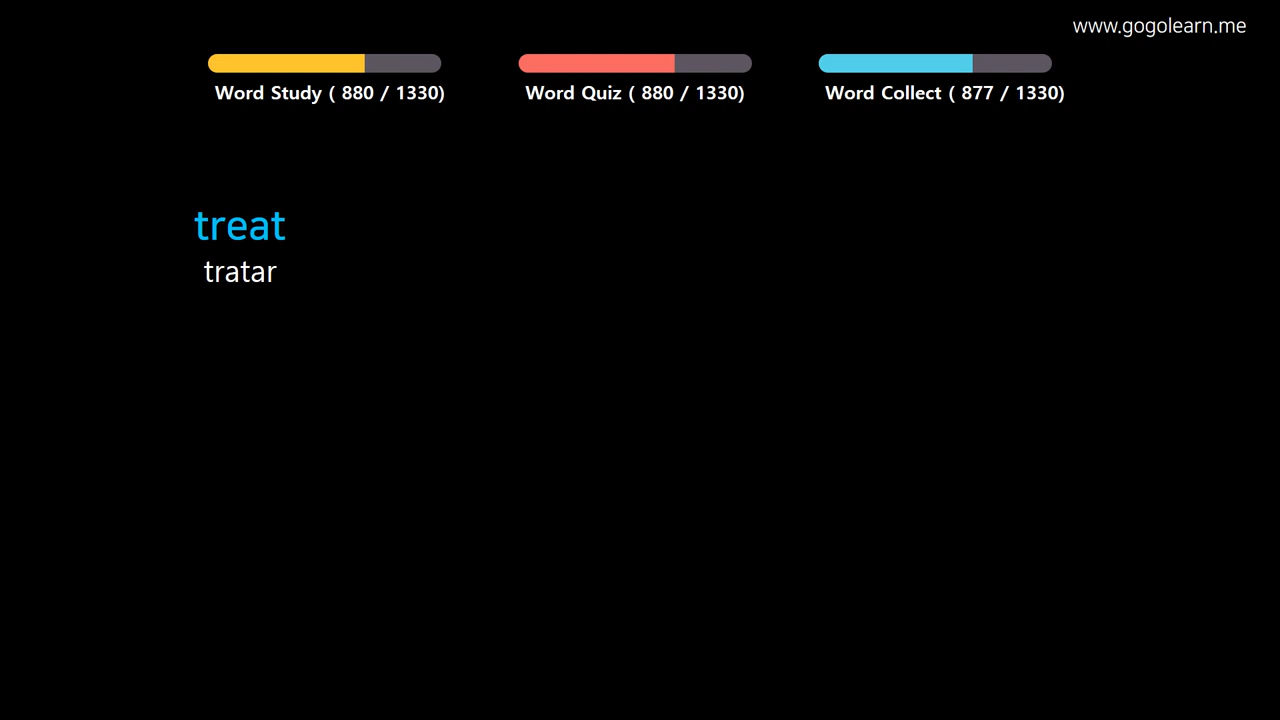 www.gogolearn.me
Word Study ( 880 / 1330)
Word Quiz ( 880 / 1330)
Word Collect ( 877 / 1330)
treat
tratar